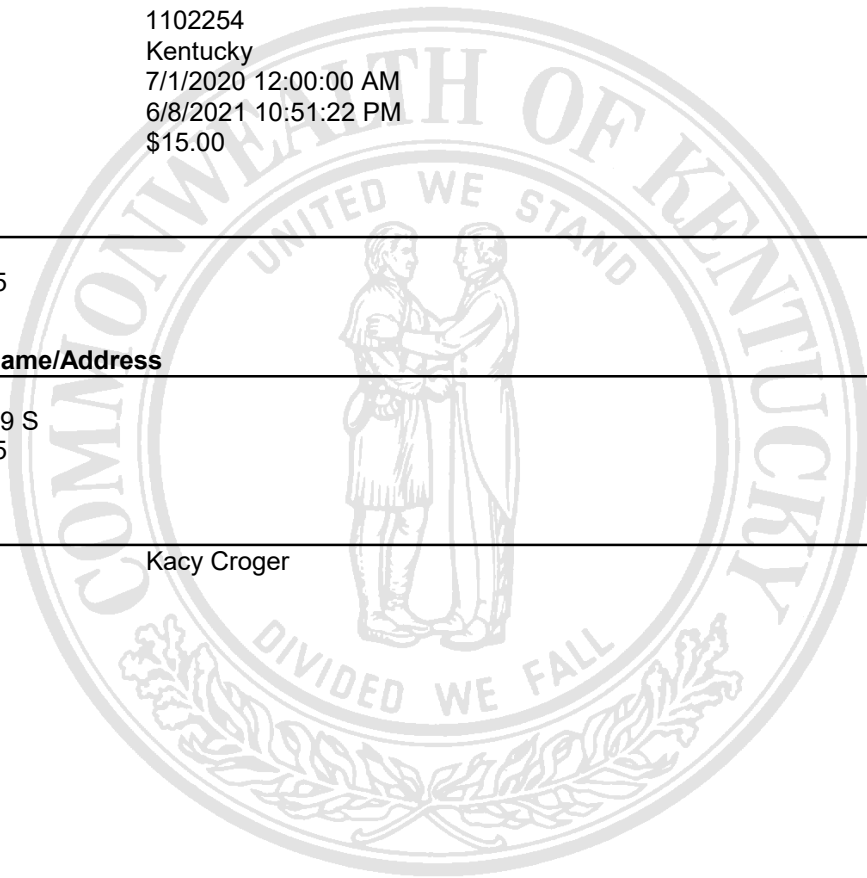 1102254
Kentucky
7/1/2020 12:00:00 AM
6/8/2021 10:51:22 PM
$15.00
COMMONWEALTH OF KENTUCKY
UNITED WE STAND
5
ame/Address
9 S
5
Kacy Croger
DIVIDED WE FALL